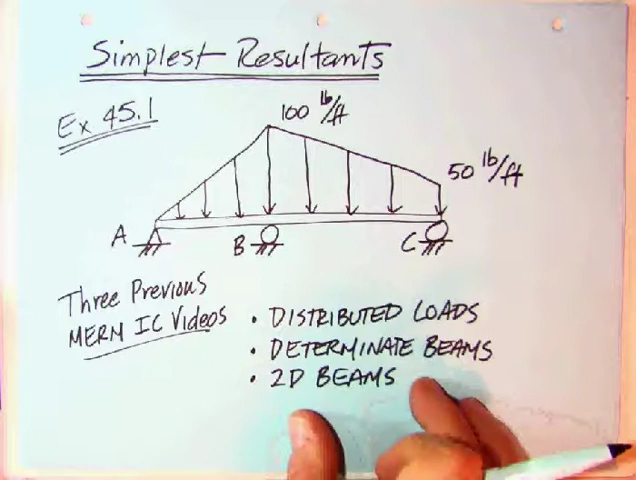 Simplest Resultants
Ex 45.1
100 lb/ft
50 lb/ft
A
B
C
Three Previous
MERM IC Videos
• DISTRIBUTED LOADS
• DETERMINATE BEAMS
• 2D BEAMS